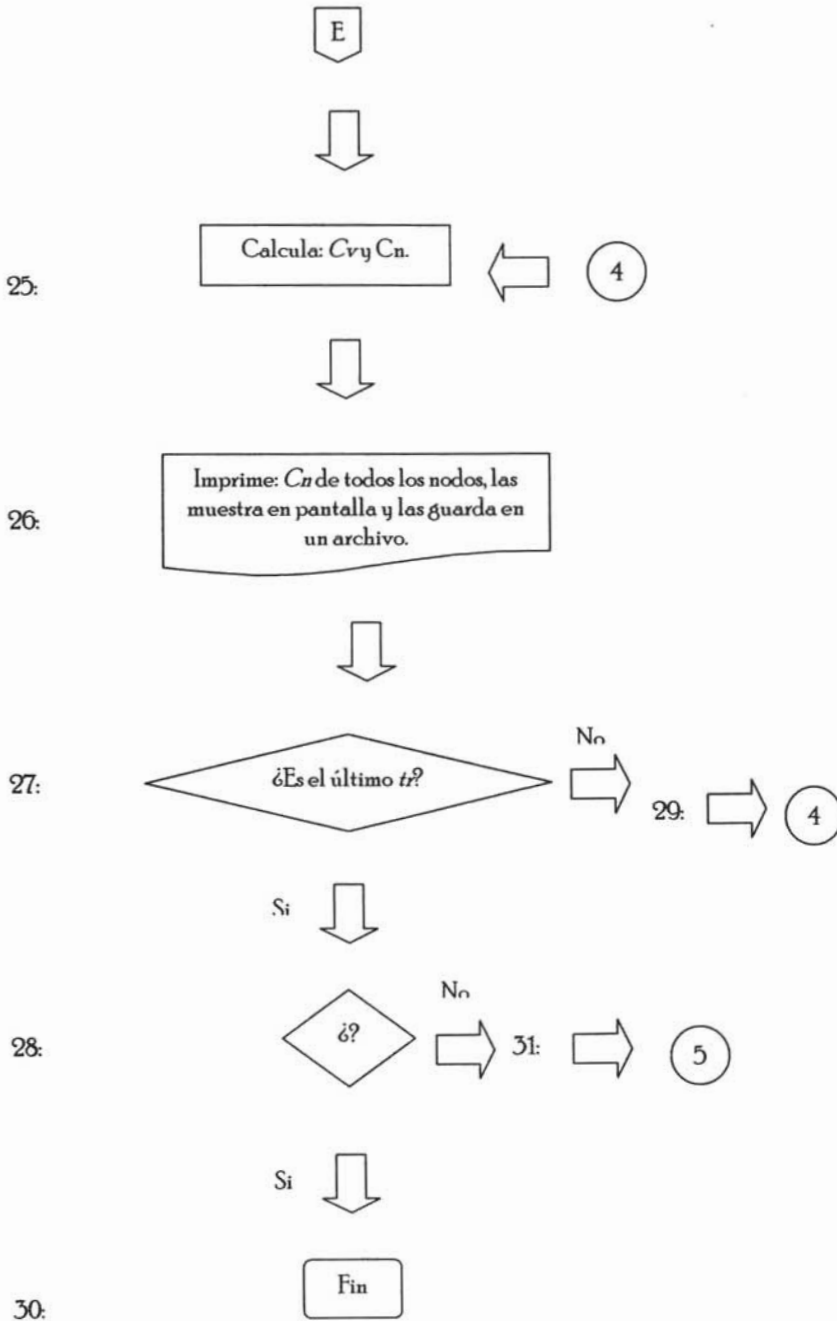 E
25:
Calcula: Cv y Cn.
4
26:
Imprime: Cn de todos los nodos, las
muestra en pantalla y las guarda en
un archivo.
27:
¿Es el último tr?
No
29:
4
Si
28:
¿?
No
31:
5
Si
30:
Fin